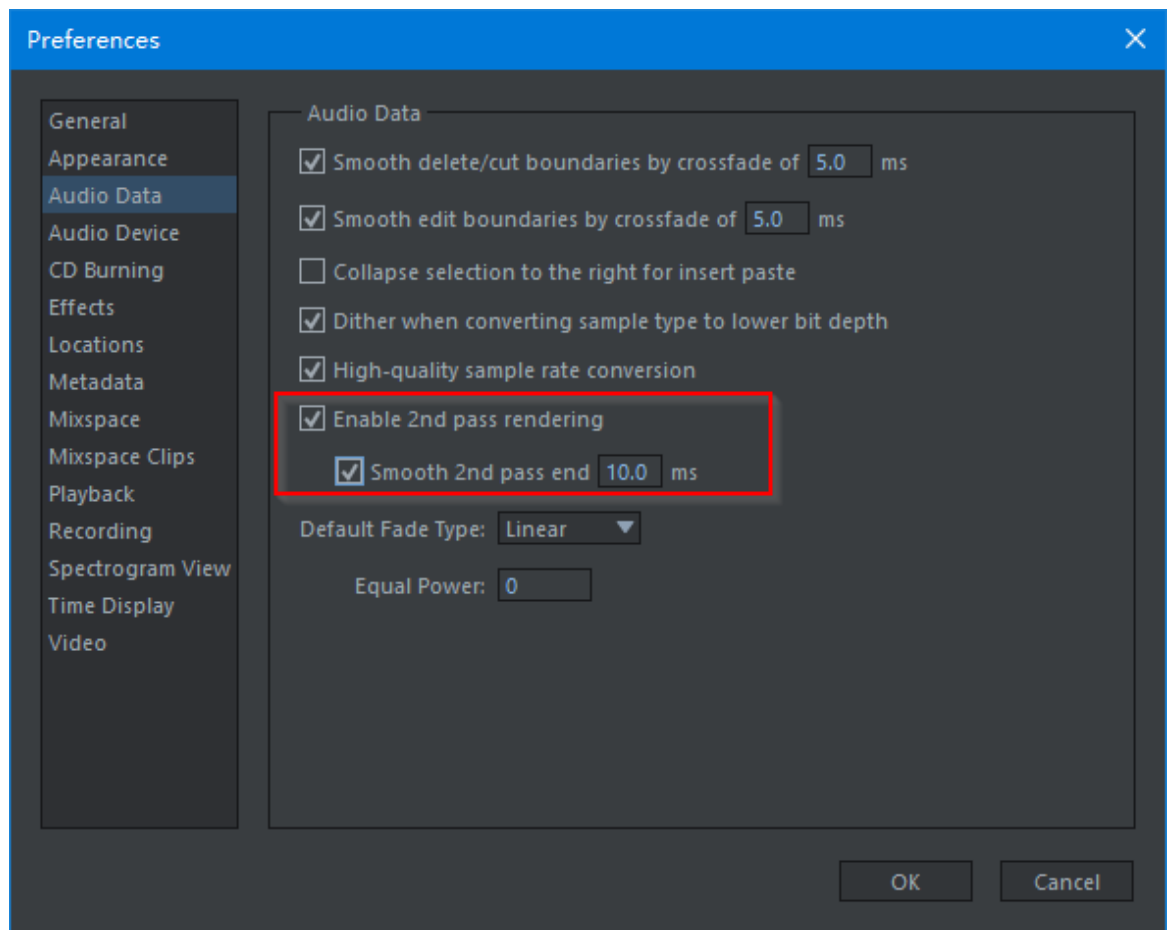 Preferences
General
Appearance
Audio Data
Audio Device
CD Burning
Effects
Locations
Metadata
Mixspace
Mixspace Clips
Playback
Recording
Spectrogram View
Time Display
Video
Audio Data
Smooth delete/cut boundaries by crossfade of 5.0 ms
Smooth edit boundaries by crossfade of 5.0 ms
Collapse selection to the right for insert paste
Dither when converting sample type to lower bit depth
High-quality sample rate conversion
Enable 2nd pass rendering
Smooth 2nd pass end 10.0 ms
Default Fade Type: Linear
Equal Power: 0
OK Cancel